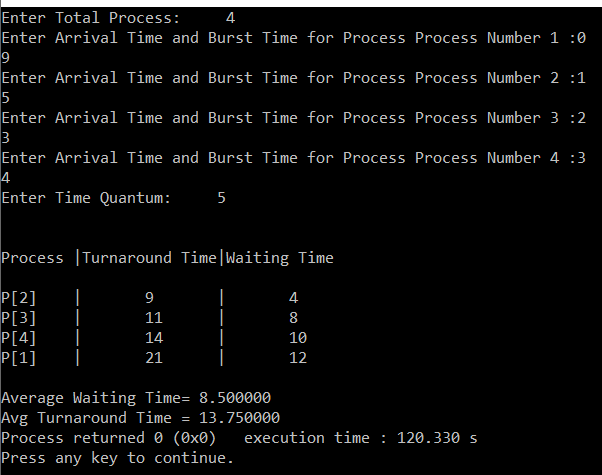 Enter Total Process:     4
Enter Arrival Time and Burst Time for Process Process Number 1 :0
9
Enter Arrival Time and Burst Time for Process Process Number 2 :1
5
Enter Arrival Time and Burst Time for Process Process Number 3 :2
3
Enter Arrival Time and Burst Time for Process Process Number 4 :3
4
Enter Time Quantum:     5
Process |Turnaround Time|Waiting Time
P[2]    |       9       |       4
P[3]    |       11      |       8
P[4]    |       14      |       10
P[1]    |       21      |       12
Average Waiting Time= 8.500000
Avg Turnaround Time = 13.750000
Process returned 0 (0x0)   execution time : 120.330 s
Press any key to continue.